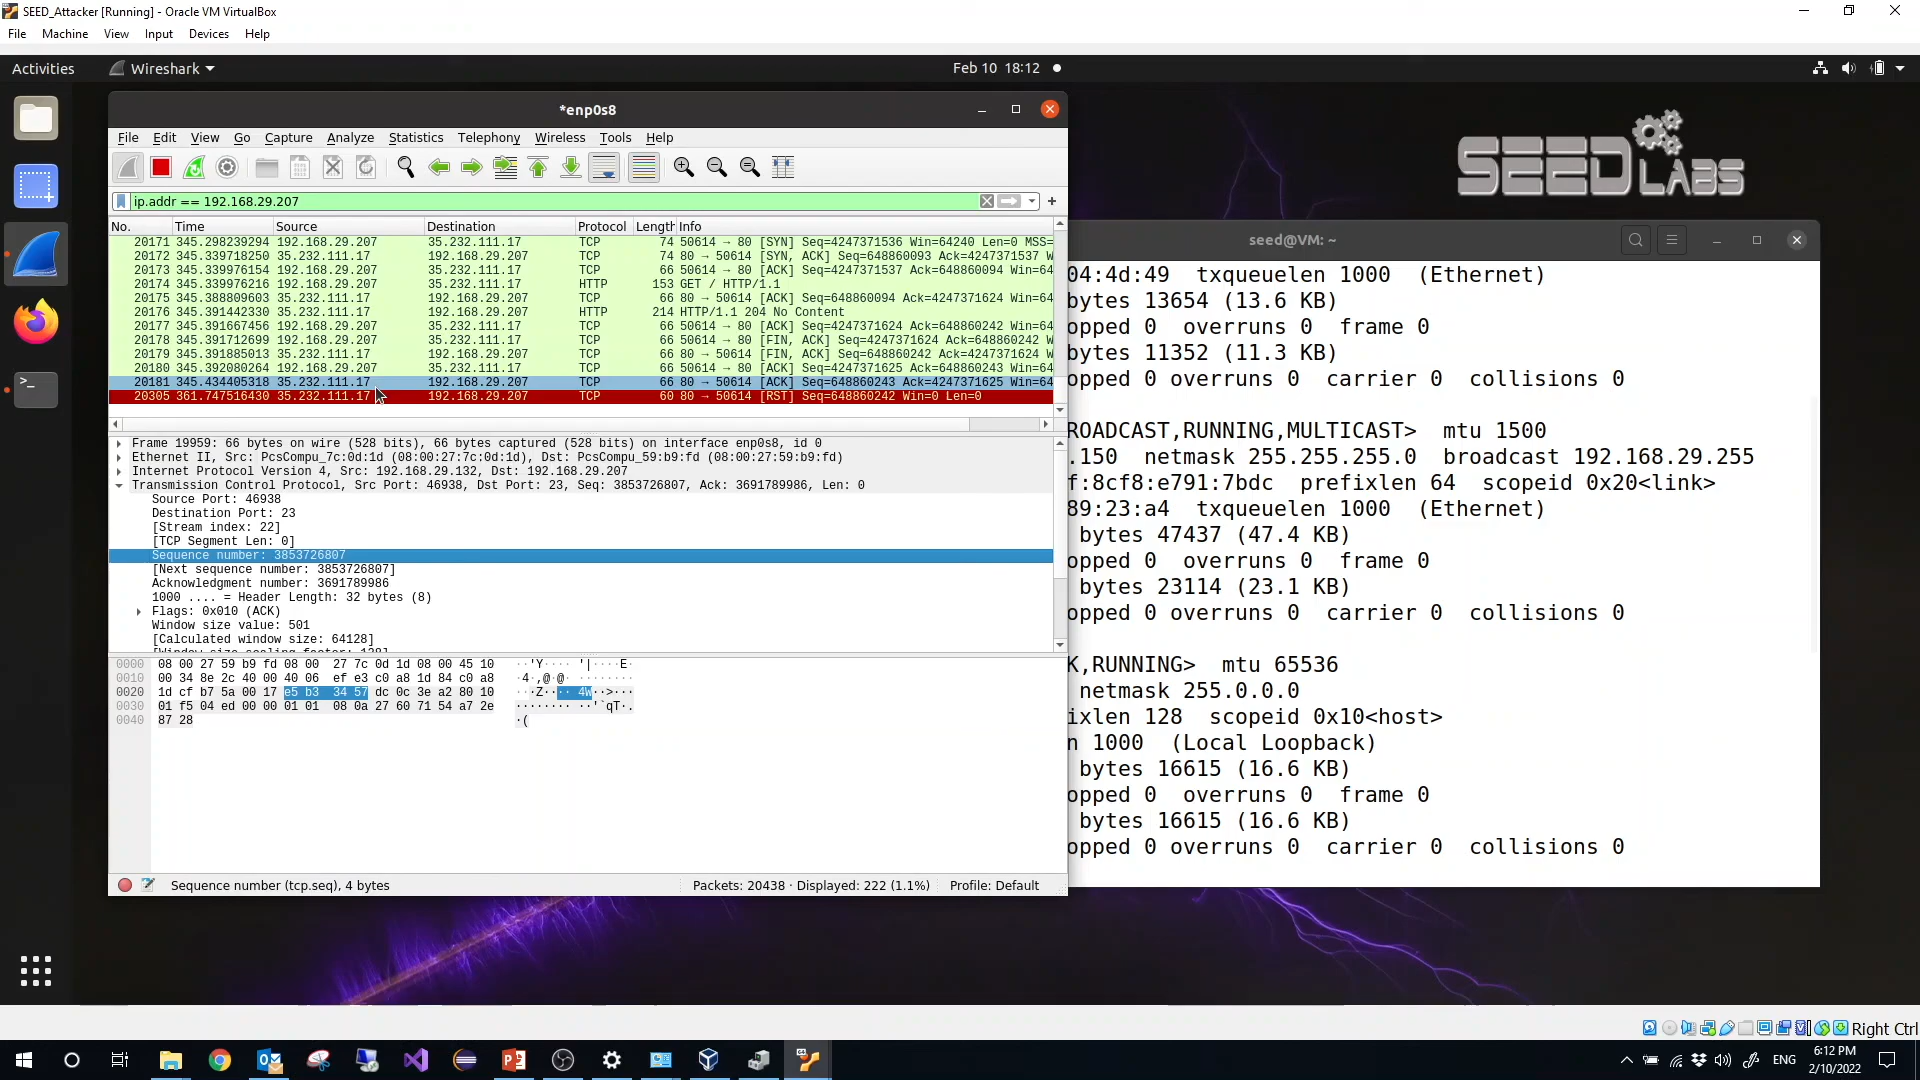 SEED_Attacker [Running] - Oracle VM VirtualBox
File Machine View Input Devices Help
Activities Wireshark Feb 10 18:12
*enp0s8
File Edit View Go Capture Analyze Statistics Telephony Wireless Tools Help
ip.addr == 192.168.29.207
No. Time Source Destination Protocol Length Info
20171 345.298239294 192.168.29.207 35.232.111.17 TCP 74 50614 → 80 [SYN] Seq=4247371536 Win=64240 Len=0 MSS=
20172 345.339718250 35.232.111.17 192.168.29.207 TCP 74 80 → 50614 [SYN, ACK] Seq=648860093 Ack=4247371537 W
20173 345.339976154 192.168.29.207 35.232.111.17 TCP 66 50614 → 80 [ACK] Seq=4247371537 Ack=648860094 Win=64
20174 345.339976216 192.168.29.207 35.232.111.17 HTTP 153 GET / HTTP/1.1
20175 345.388809603 35.232.111.17 192.168.29.207 TCP 66 80 → 50614 [ACK] Seq=648860094 Ack=4247371624 Win=64
20176 345.391442330 35.232.111.17 192.168.29.207 HTTP 214 HTTP/1.1 204 No Content
20177 345.391667456 192.168.29.207 35.232.111.17 TCP 66 50614 → 80 [ACK] Seq=4247371624 Ack=648860242 Win=64
20178 345.391712699 192.168.29.207 35.232.111.17 TCP 66 50614 → 80 [FIN, ACK] Seq=4247371624 Ack=648860242 W
20179 345.391885013 35.232.111.17 192.168.29.207 TCP 66 80 → 50614 [FIN, ACK] Seq=648860242 Ack=4247371624 W
20180 345.392080264 192.168.29.207 35.232.111.17 TCP 66 50614 → 80 [ACK] Seq=4247371625 Ack=648860243 Win=64
20181 345.434405318 35.232.111.17 192.168.29.207 TCP 66 80 → 50614 [ACK] Seq=648860243 Ack=4247371625 Win=64
20305 361.747516430 35.232.111.17 192.168.29.207 TCP 60 80 → 50614 [RST] Seq=648860242 Win=0 Len=0
Frame 19959: 66 bytes on wire (528 bits), 66 bytes captured (528 bits) on interface enp0s8, id 0
Ethernet II, Src: PcsCompu_7c:0d:1d (08:00:27:7c:0d:1d), Dst: PcsCompu_59:b9:fd (08:00:27:59:b9:fd)
Internet Protocol Version 4, Src: 192.168.29.132, Dst: 192.168.29.207
Transmission Control Protocol, Src Port: 46938, Dst Port: 23, Seq: 3853726807, Ack: 3691789986, Len: 0
Source Port: 46938
Destination Port: 23
[Stream index: 22]
[TCP Segment Len: 0]
Sequence number: 3853726807
[Next sequence number: 3853726807]
Acknowledgment number: 3691789986
1000 .... = Header Length: 32 bytes (8)
Flags: 0x010 (ACK)
Window size value: 501
[Calculated window size: 64128]
[Window size scaling factor: 128]
0000 08 00 27 59 b9 fd 08 00 27 7c 0d 1d 08 00 45 10 ··'Y···· '|····E·
0010 00 34 8e 2c 40 00 40 06 ef e3 c0 a8 1d 84 c0 a8 ·4·,@·@· ········
0020 1d cf b7 5a 00 17 e5 b3 34 57 dc 0c 3e a2 80 10 ···Z···· 4W··>···
0030 01 f5 04 ed 00 00 01 01 08 0a 27 60 71 54 a7 2e ········ ··'`qT·.
0040 87 28 ·(
Sequence number (tcp.seq), 4 bytes Packets: 20438 · Displayed: 222 (1.1%) Profile: Default
SEED LABS
seed@VM: ~
04:4d:49 txqueuelen 1000 (Ethernet)
bytes 13654 (13.6 KB)
opped 0 overruns 0 frame 0
bytes 11352 (11.3 KB)
opped 0 overruns 0 carrier 0 collisions 0
ROADCAST,RUNNING,MULTICAST> mtu 1500
.150 netmask 255.255.255.0 broadcast 192.168.29.255
f:8cf8:e791:7bdc prefixlen 64 scopeid 0x20<link>
89:23:a4 txqueuelen 1000 (Ethernet)
bytes 47437 (47.4 KB)
opped 0 overruns 0 frame 0
bytes 23114 (23.1 KB)
opped 0 overruns 0 carrier 0 collisions 0
K,RUNNING> mtu 65536
netmask 255.0.0.0
ixlen 128 scopeid 0x10<host>
n 1000 (Local Loopback)
bytes 16615 (16.6 KB)
opped 0 overruns 0 frame 0
bytes 16615 (16.6 KB)
opped 0 overruns 0 carrier 0 collisions 0
Right Ctrl
ENG
6:12 PM
2/10/2022